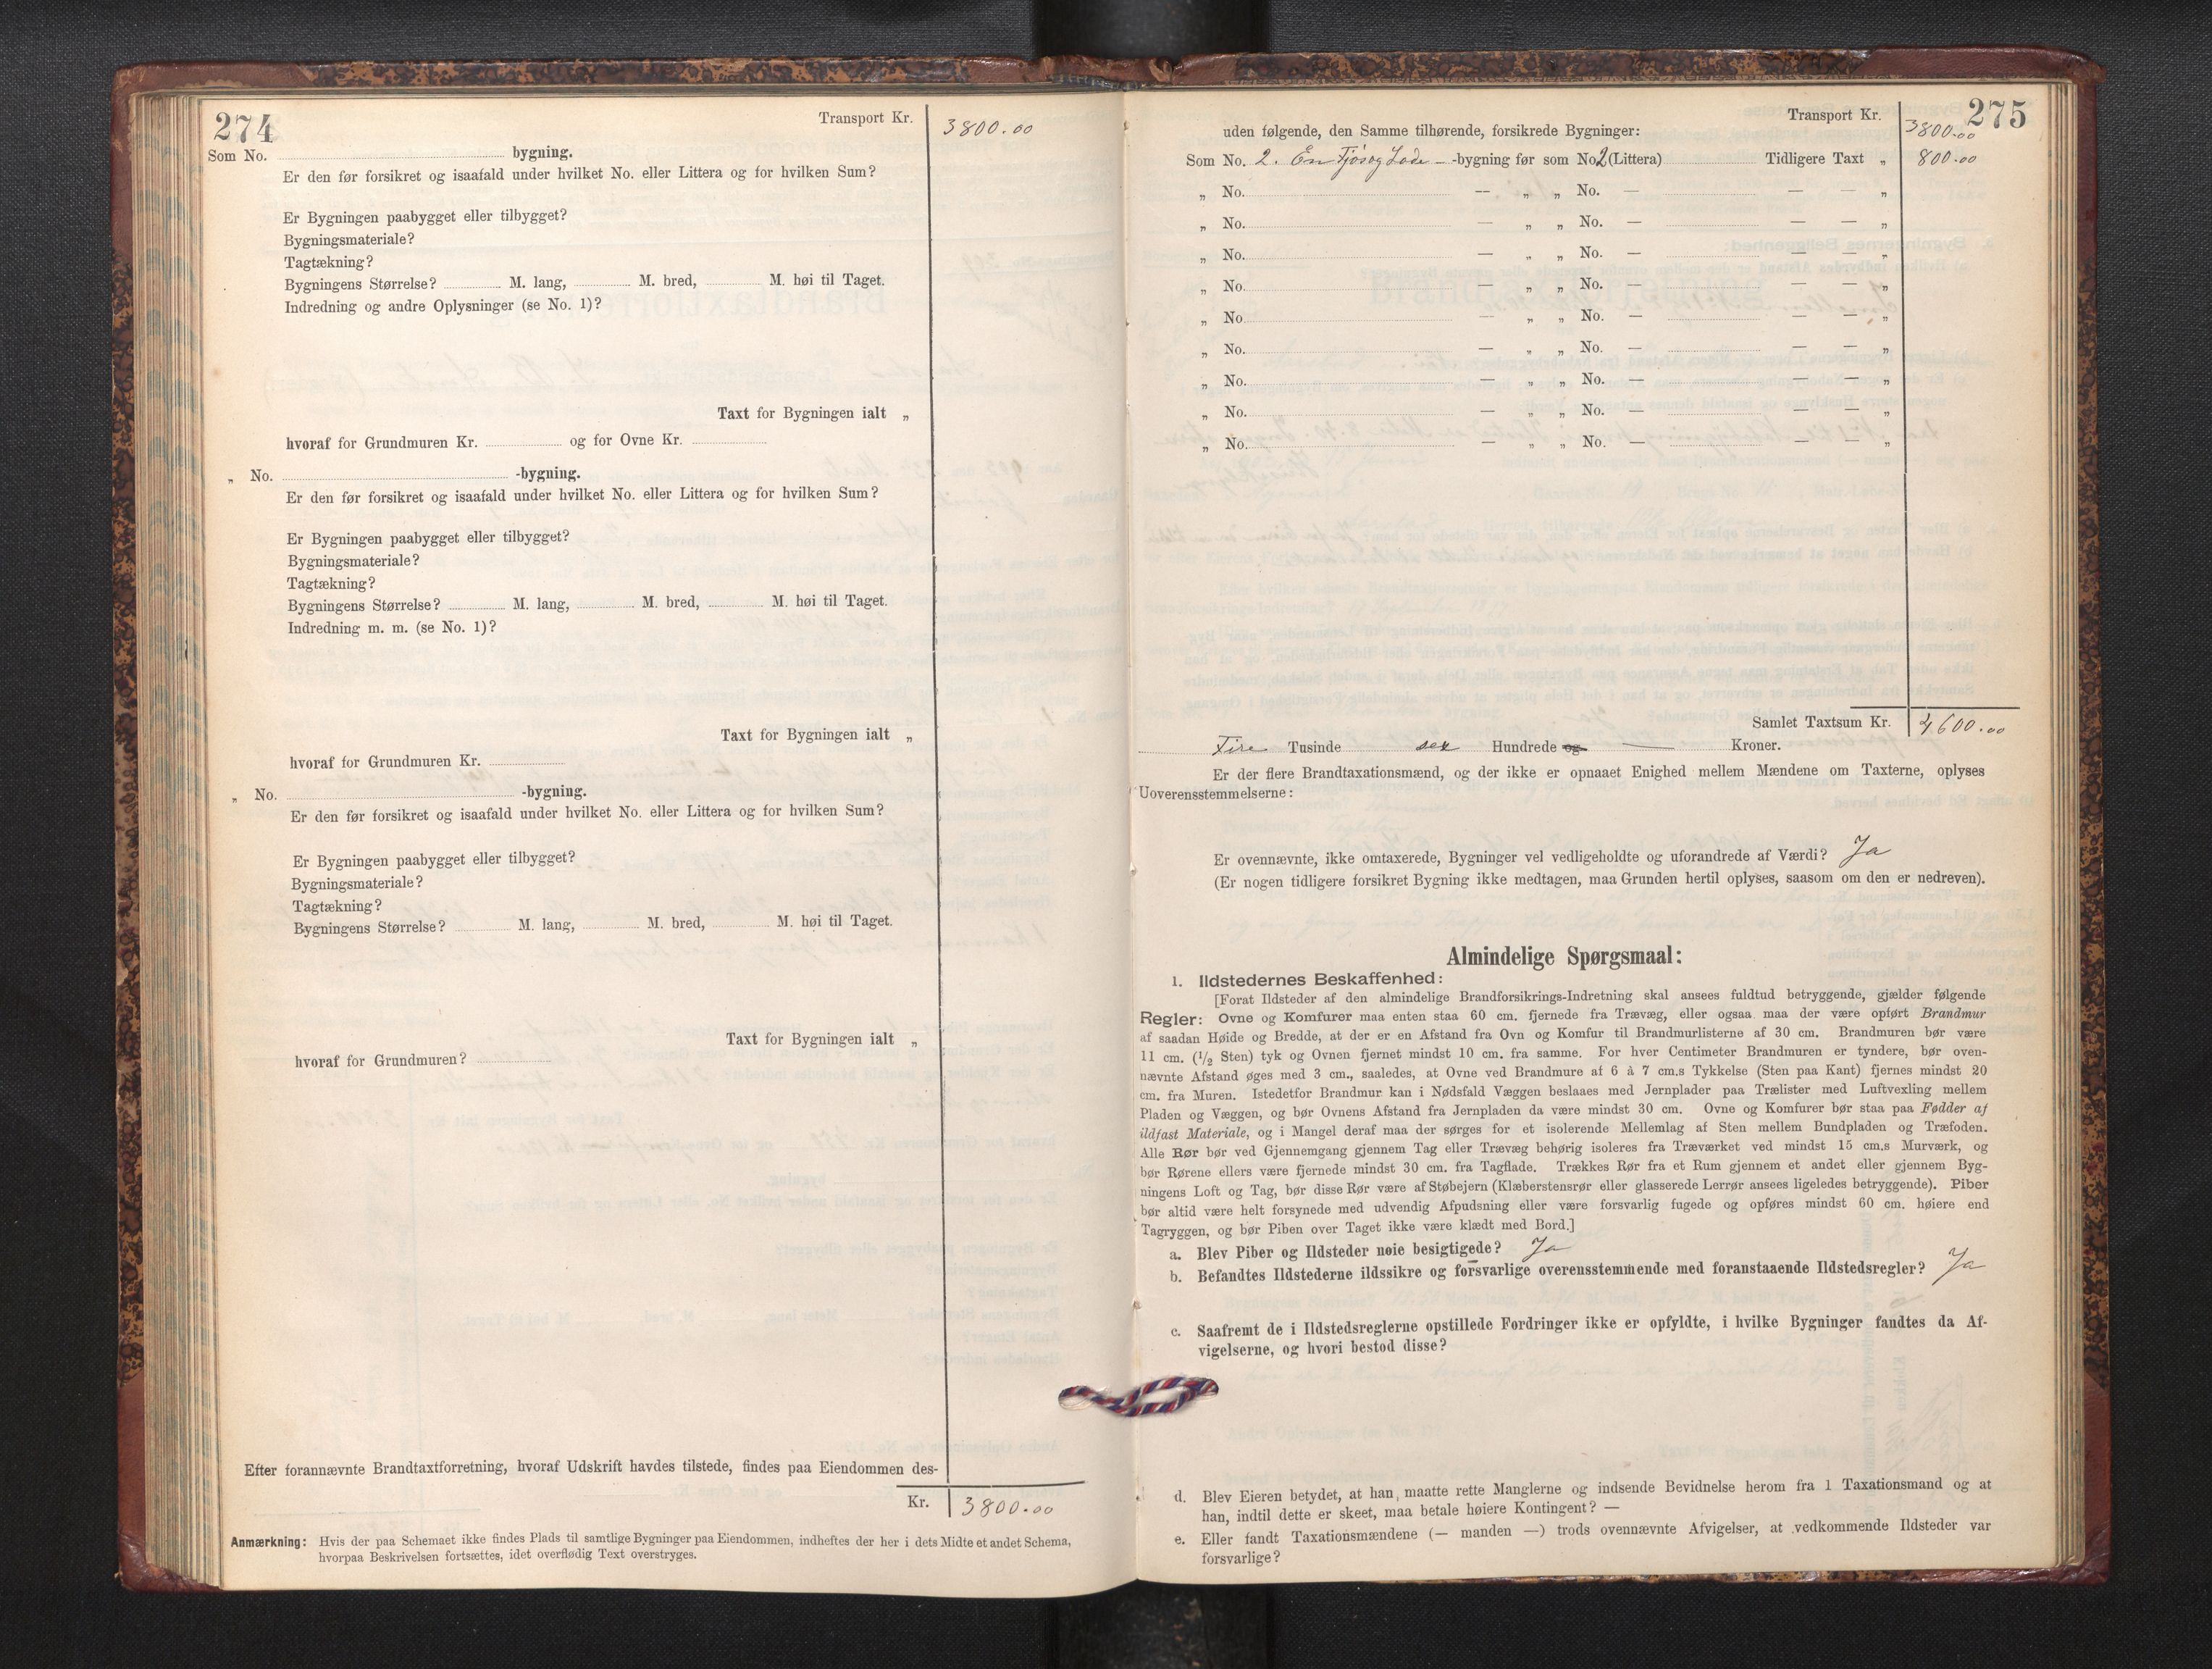 274
Transport Kr. 3800.00
Som No. bygning.
Er den før forsikret og isaafald under hvilket No. eller Littera og for hvilken Sum?
Er Bygningen paabygget eller tilbygget?
Bygningsmateriale?
Tagtækning?
Bygningens Størrelse? M. lang, M. bred, M. høi til Taget.
Indredning og andre Oplysninger (se No. 1)?
Taxt for Bygningen ialt „
hvoraf for Grundmuren Kr. og for Ovne Kr.
„ No. -bygning.
Er den før forsikret og isaafald under hvilket No. eller Littera og for hvilken Sum?
Er Bygningen paabygget eller tilbygget?
Bygningsmateriale?
Tagtækning?
Bygningens Størrelse? M. lang, M. bred, M. høi til Taget.
Indredning m. m. (se No. 1)?
Taxt for Bygningen ialt „
hvoraf for Grundmuren Kr.
„ No. -bygning.
Er den før forsikret og isaafald under hvilket No. eller Littera og for hvilken Sum?
Er Bygningen paabygget eller tilbygget?
Bygningsmateriale?
Tagtækning?
Bygningens Størrelse? M. lang, M. bred, M. høi til Taget.
Taxt for Bygningen ialt „
hvoraf for Grundmuren?
Efter forannævnte Brandtaxtforretning, hvoraf Udskrift havdes tilstede, findes paa Eiendommen des-
Kr. 3800.00
Anmærkning: Hvis der paa Schemaet ikke findes Plads til samtlige Bygninger paa Eiendommen, indheftes der her i dets Midte et andet Schema,
hvorpaa Beskrivelsen fortsættes, idet overflødig Text overstryges.
275
Transport Kr. 3800.00
uden følgende, den Samme tilhørende, forsikrede Bygninger:
Som No. 2. En Fjös og Lade - -bygning før som No 2 (Littera) Tidligere Taxt „ 800.00
„ No. — „ „ No. — — — „
„ No. — „ „ No. — — — „
„ No. — „ „ No. — — — „
„ No. — „ „ No. — — — „
„ No. — „ „ No. — — — „
„ No. — „ „ No. — — — „
„ No. — „ „ No. — — — „
„ No. — „ „ No. — — — „
„ No. — „ „ No. — — — „
Samlet Taxtsum Kr. 4600.00
Fire Tusinde sex Hundrede og — Kroner.
Er der flere Brandtaxationsmænd, og der ikke er opnaaet Enighed mellem Mændene om Taxterne, oplyses
Uoverensstemmelserne:
Er ovennævnte, ikke omtaxerede, Bygninger vel vedligeholdte og uforandrede af Værdi? Ja
(Er nogen tidligere forsikret Bygning ikke medtagen, maa Grunden hertil oplyses, saasom om den er nedreven).
Almindelige Spørgsmaal:
1. Ildstedernes Beskaffenhed:
[Forat Ildsteder af den almindelige Brandforsikrings-Indretning skal ansees fuldtud betryggende, gjælder følgende
Regler: Ovne og Komfurer maa enten staa 60 cm. fjernede fra Trævæg, eller ogsaa maa der være opført Brandmur
af saadan Høide og Bredde, at der er en Afstand fra Ovn og Komfur til Brandmurlisterne af 30 cm. Brandmuren bør være
11 cm. (1/2 Sten) tyk og Ovnen fjernet mindst 10 cm. fra samme. For hver Centimeter Brandmuren er tyndere, bør oven-
nævnte Afstand øges med 3 cm., saaledes, at Ovne ved Brandmure af 6 à 7 cm.s Tykkelse (Sten paa Kant) fjernes mindst 20
cm. fra Muren. Istedetfor Brandmur kan i Nødsfald Væggen beslaaes med Jernplader paa Trælister med Luftvexling mellem
Pladen og Væggen, og bør Ovnens Afstand fra Jernpladen da være mindst 30 cm. Ovne og Komfurer bør staa paa Fødder af
ildfast Materiale, og i Mangel deraf maa der sørges for et isolerende Mellemlag af Sten mellem Bundpladen og Træfoden.
Alle Rør bør ved Gjennemgang gjennem Tag eller Trævæg behørig isoleres fra Træværket ved mindst 15 cm.s Murværk, og
bør Rørene ellers være fjernede mindst 30 cm. fra Tagflade. Trækkes Rør fra et Rum gjennem et andet eller gjennem Byg-
ningens Loft og Tag, bør disse Rør være af Støbejern (Klæberstensrør eller glasserede Lerrør ansees ligeledes betryggende). Piber
bør altid være helt forsynede med udvendig Afpudsning eller være forsvarlig fugede og opføres mindst 60 cm. høiere end
Tagryggen, og bør Piben over Taget ikke være klædt med Bord.]
a. Blev Piber og Ildsteder nøie besigtigede? Ja
b. Befandtes Ildstederne ildssikre og forsvarlige overensstemmende med foranstaaende Ildstedsregler? Ja
c. Saafremt de i Ildstedsreglerne opstillede Fordringer ikke er opfyldte, i hvilke Bygninger fandtes da Af-
vigelserne, og hvori bestod disse?
d. Blev Eieren betydet, at han maatte rette Manglerne og indsende Bevidnelse herom fra 1 Taxationsmand og at
han, indtil dette er skeet, maa betale høiere Kontingent? —
e. Eller fandt Taxationsmændene (— manden —) trods ovennævnte Afvigelser, at vedkommende Ildsteder var
forsvarlige?